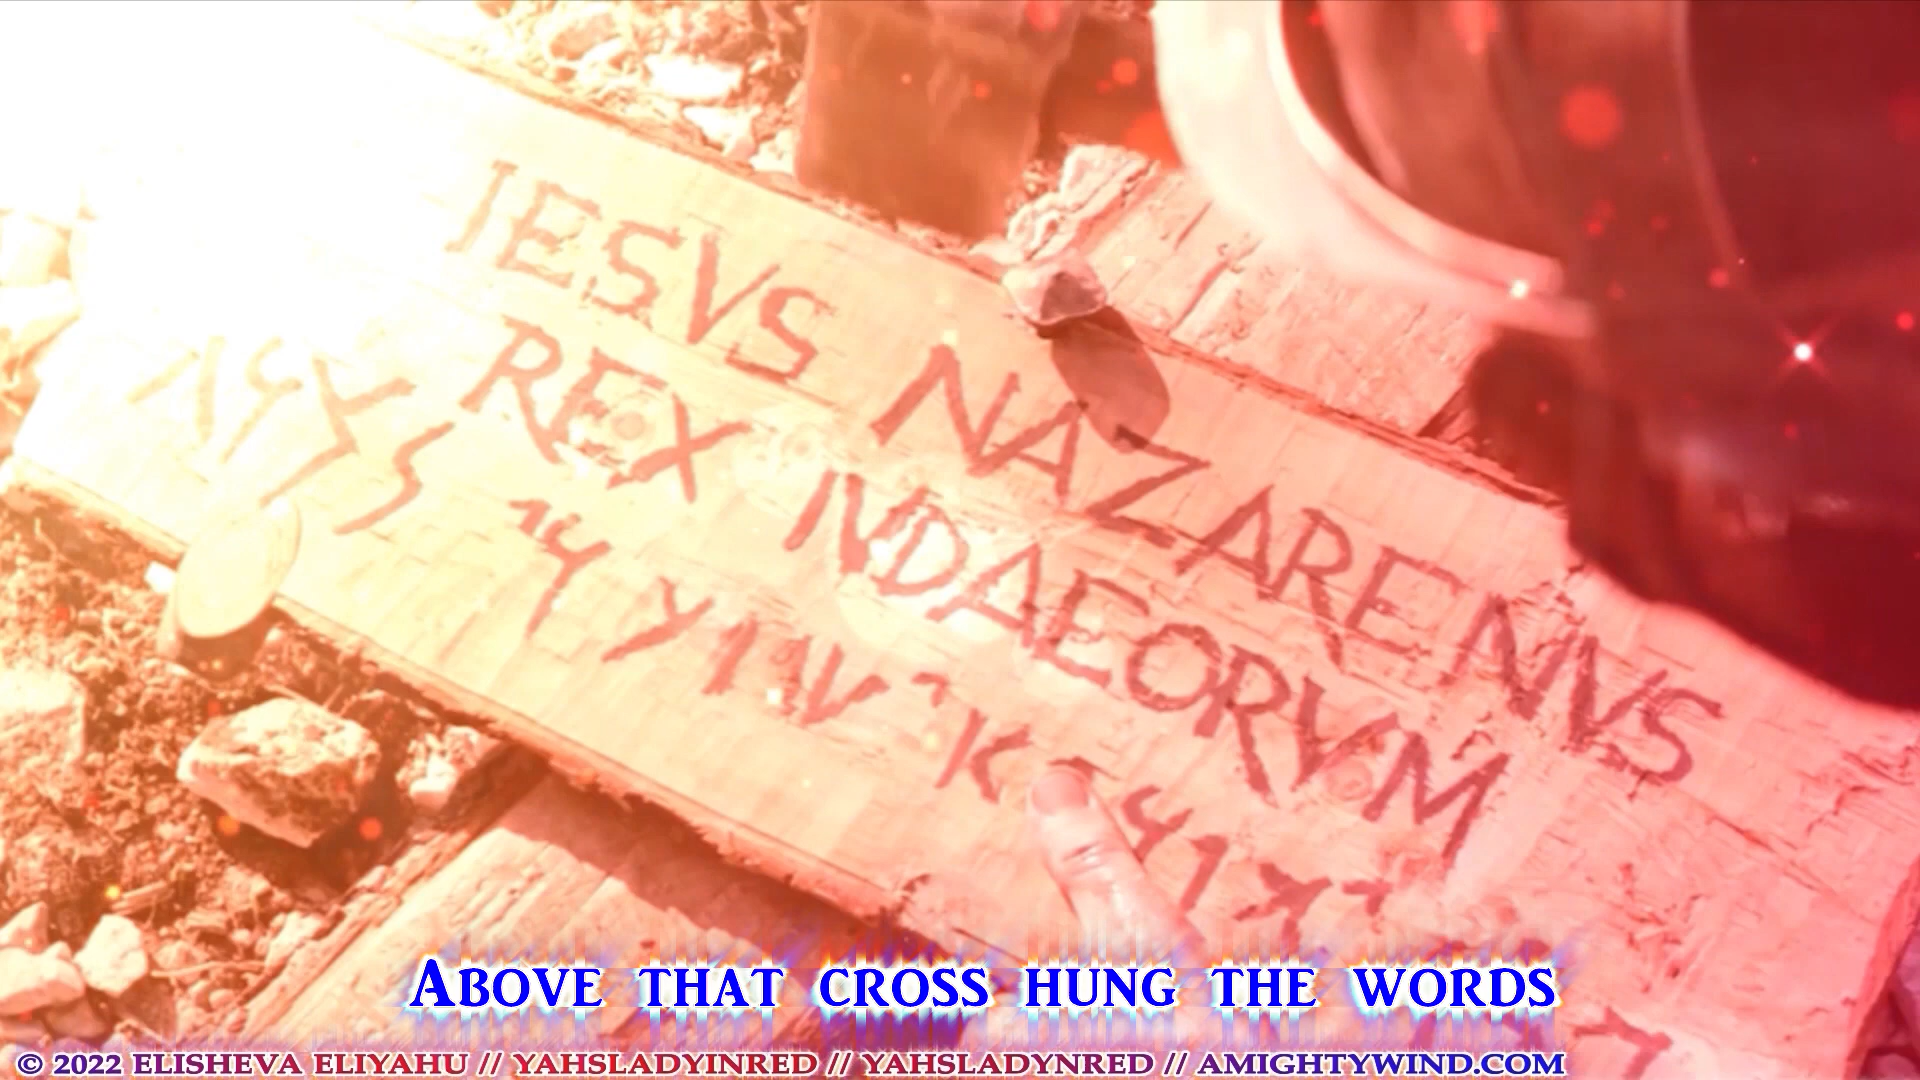 IESVS NAZARENVS
REX IVDAEORVM
Above that cross hung the words
© 2022 ELISHEVA ELIYAHU // YAHSLADYINRED // YAHSLADYNRED // AMIGHTYWIND.COM